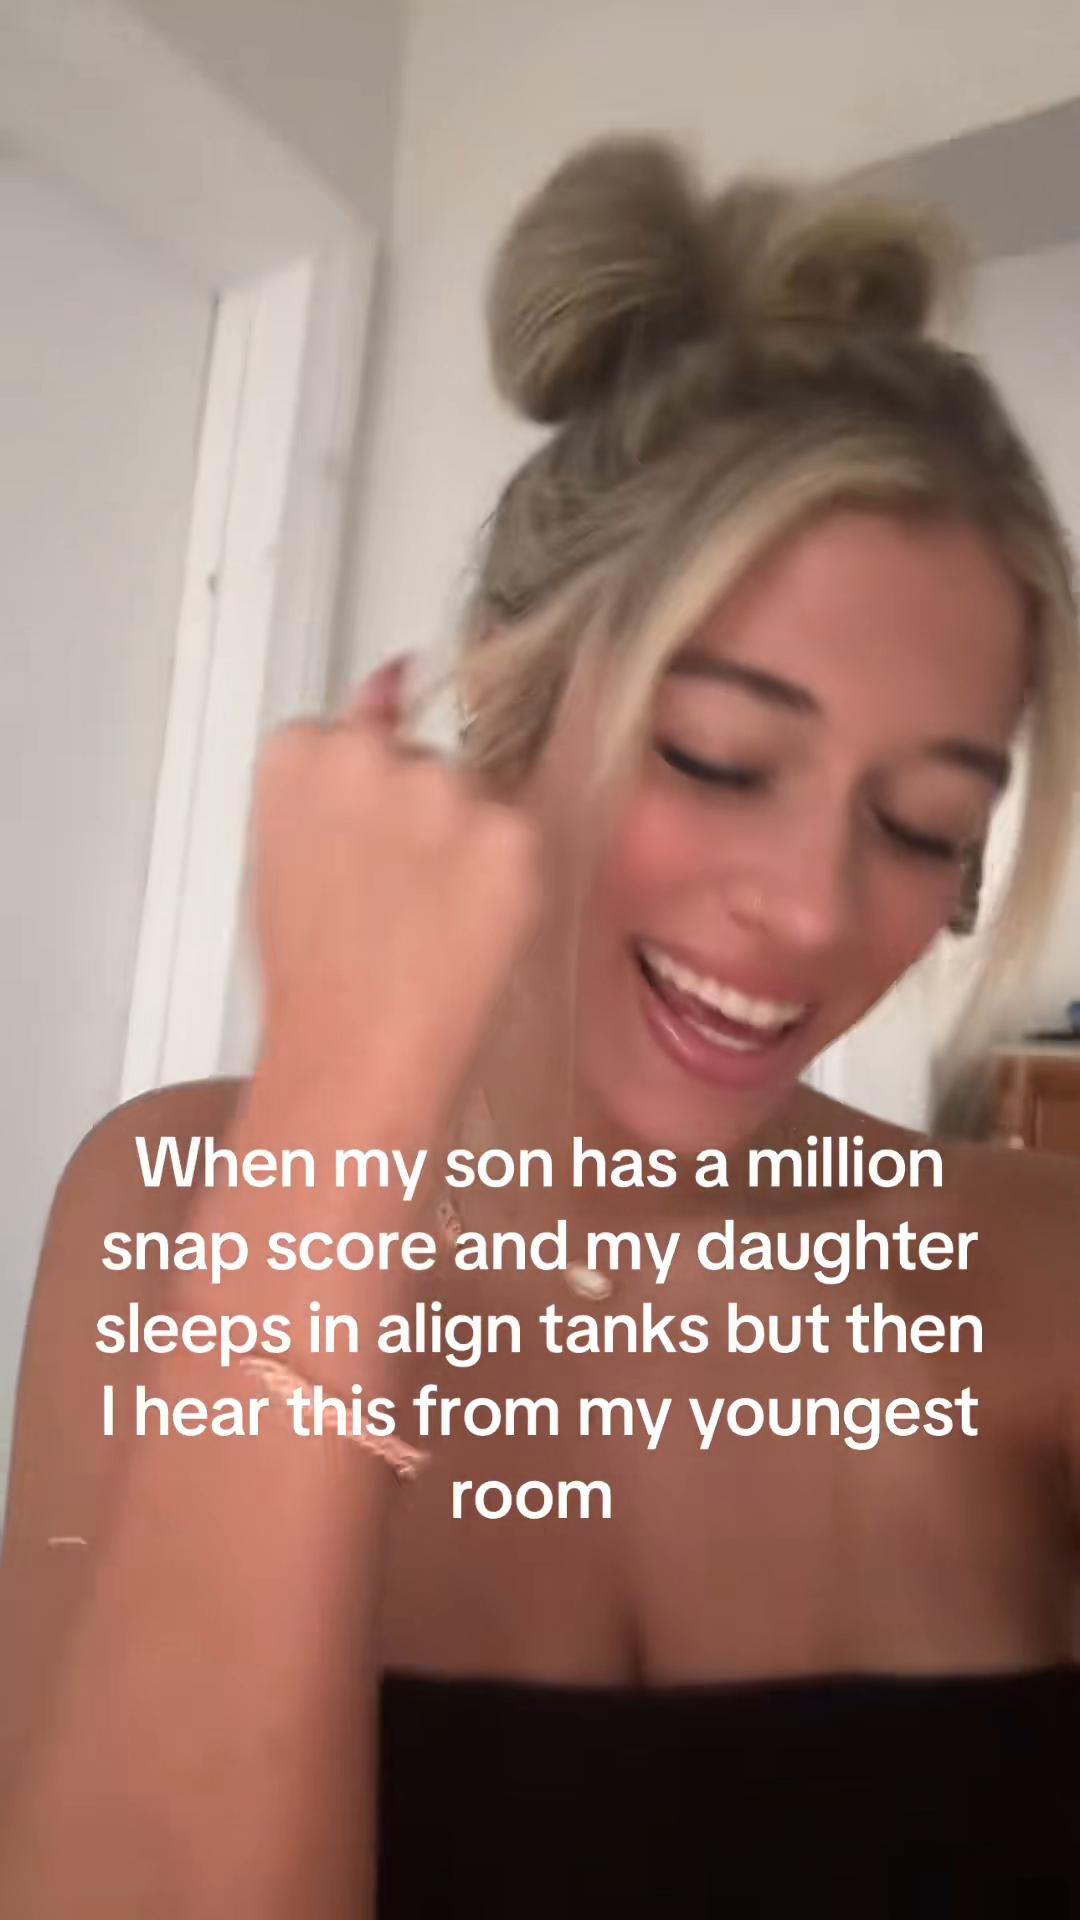 When my son has a million
snap score and my daughter
sleeps in align tanks but then
I hear this from my youngest
room